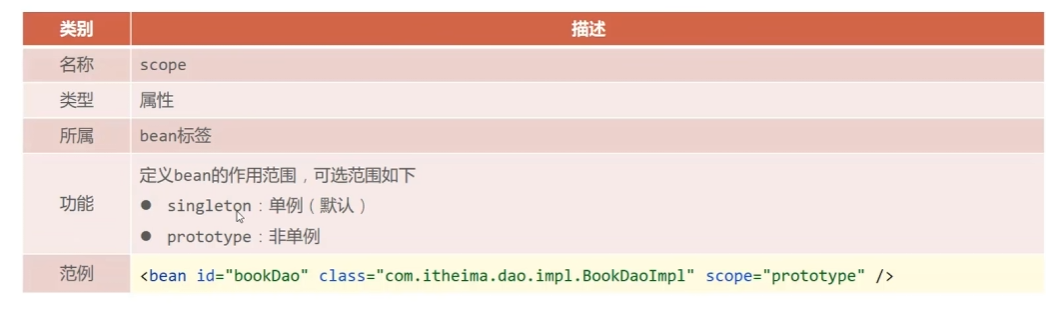 类别 描述
名称 scope
类型 属性
所属 bean标签
功能 定义bean的作用范围，可选范围如下
● singleton：单例（默认）
● prototype：非单例
范例 <bean id="bookDao" class="com.itheima.dao.impl.BookDaoImpl" scope="prototype" />